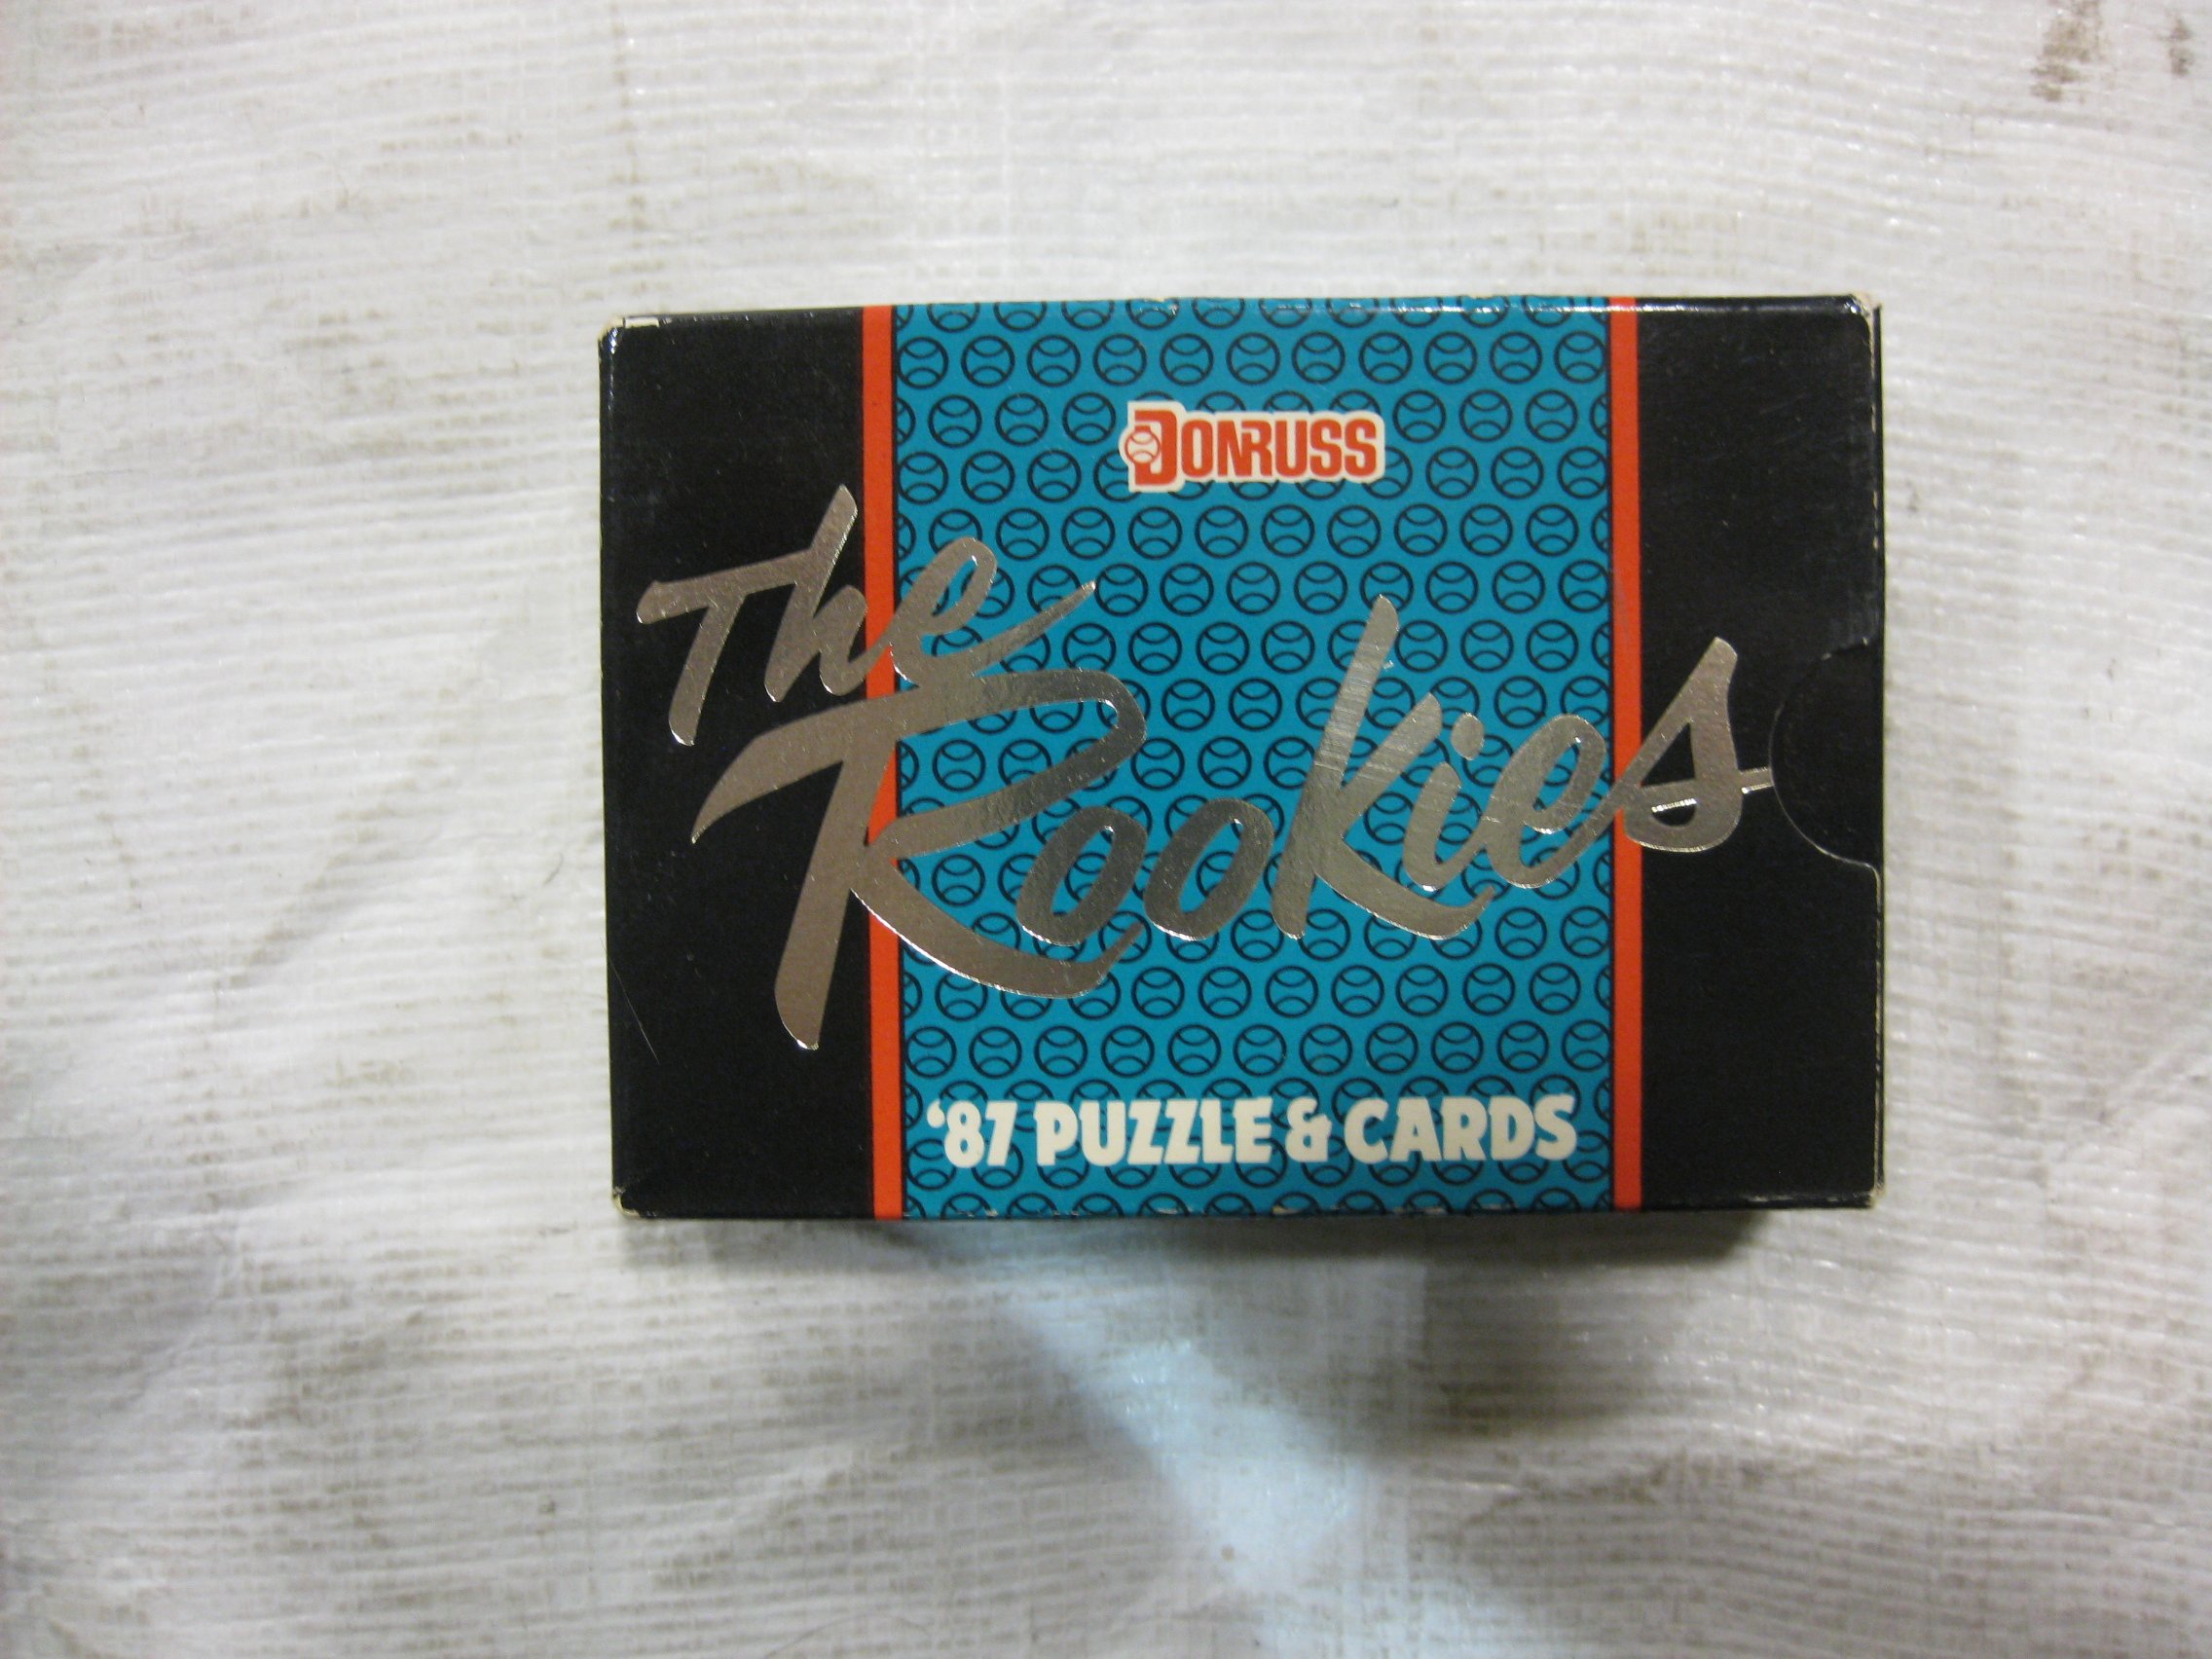 DONRUSS
The
Rookies
'87 PUZZLE & CARDS